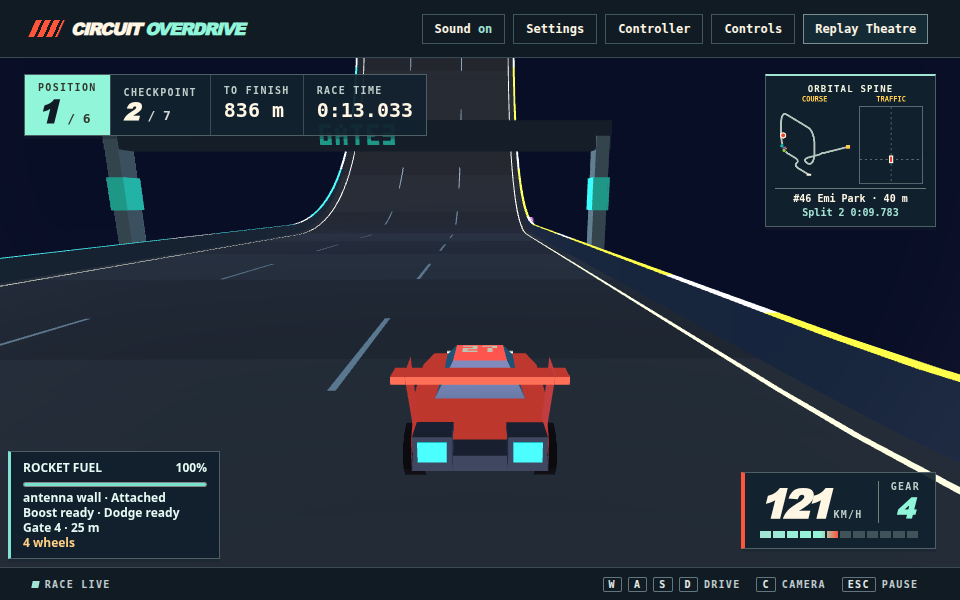 CIRCUIT OVERDRIVE
Sound on
Settings
Controller
Controls
Replay Theatre
POSITION
1 / 6
CHECKPOINT
2 / 7
TO FINISH
836 m
RACE TIME
0:13.033
ORBITAL SPINE
COURSE
TRAFFIC
#46 Emi Park · 40 m
Split 2 0:09.783
ROCKET FUEL
100%
antenna wall · Attached
Boost ready · Dodge ready
Gate 4 · 25 m
4 wheels
121 KM/H
GEAR
4
RACE LIVE
W A S D DRIVE
C CAMERA
ESC PAUSE